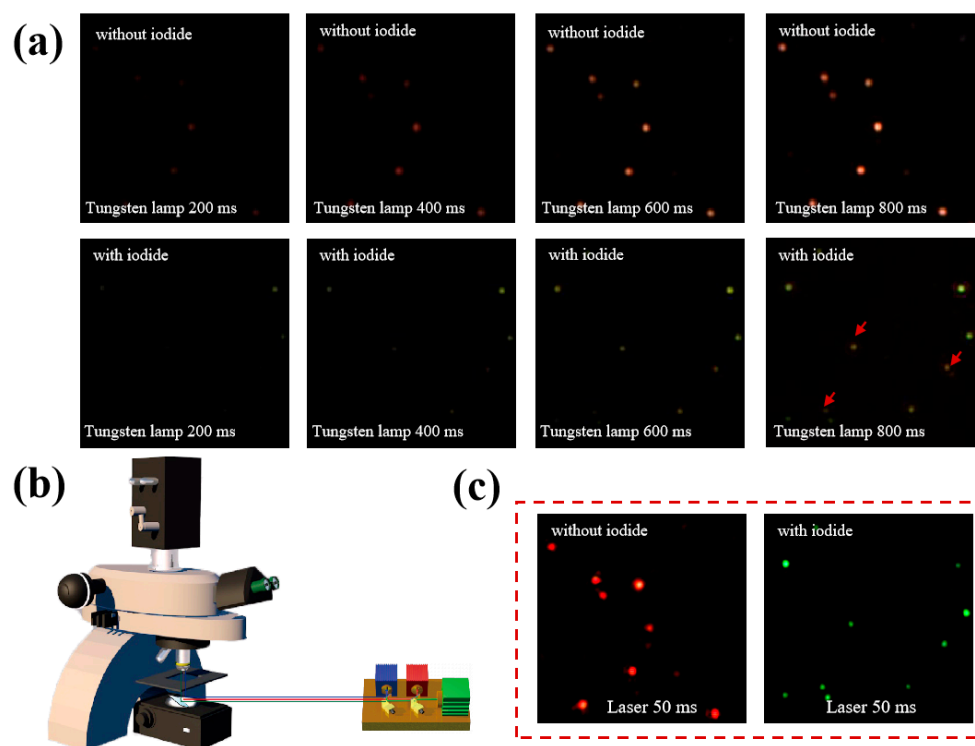 (a)
without iodide
without iodide
without iodide
without iodide
Tungsten lamp 200 ms
Tungsten lamp 400 ms
Tungsten lamp 600 ms
Tungsten lamp 800 ms
with iodide
with iodide
with iodide
with iodide
Tungsten lamp 200 ms
Tungsten lamp 400 ms
Tungsten lamp 600 ms
Tungsten lamp 800 ms
(b)
(c)
without iodide
with iodide
Laser 50 ms
Laser 50 ms